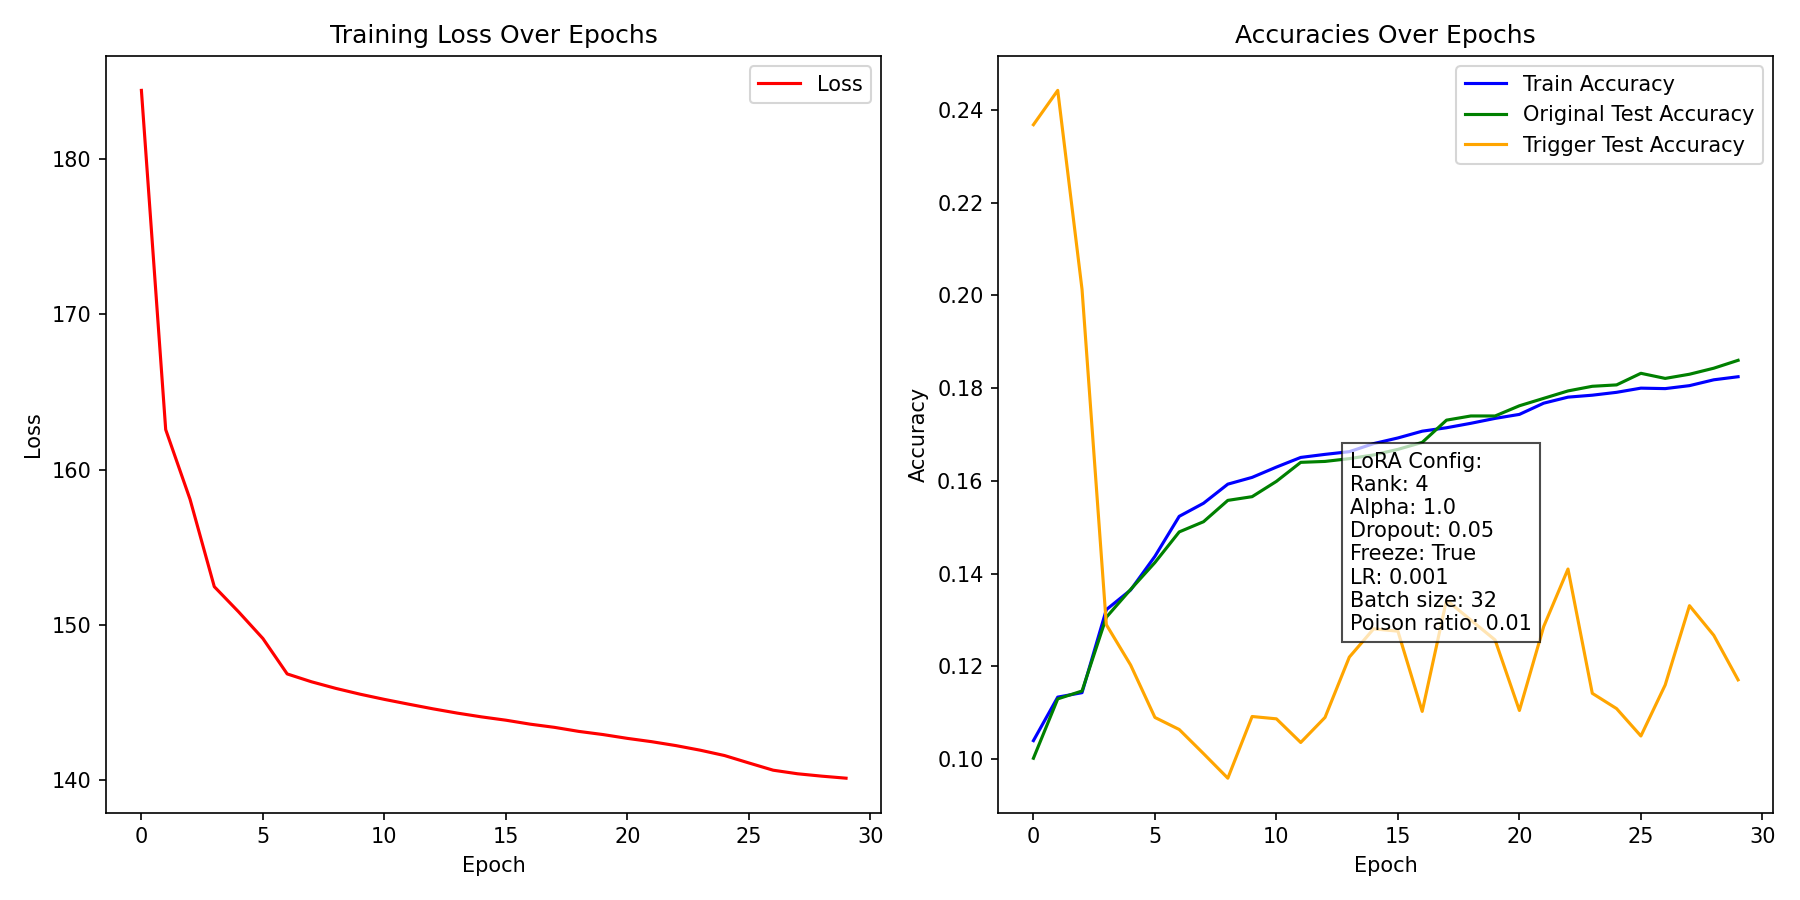 Training Loss Over Epochs
Loss
180
170
160
150
140
Loss
0
5
10
15
20
25
30
Epoch
Accuracies Over Epochs
Train Accuracy
Original Test Accuracy
Trigger Test Accuracy
0.24
0.22
0.20
0.18
0.16
0.14
0.12
0.10
Accuracy
LoRA Config:
Rank: 4
Alpha: 1.0
Dropout: 0.05
Freeze: True
LR: 0.001
Batch size: 32
Poison ratio: 0.01
0
5
10
15
20
25
30
Epoch